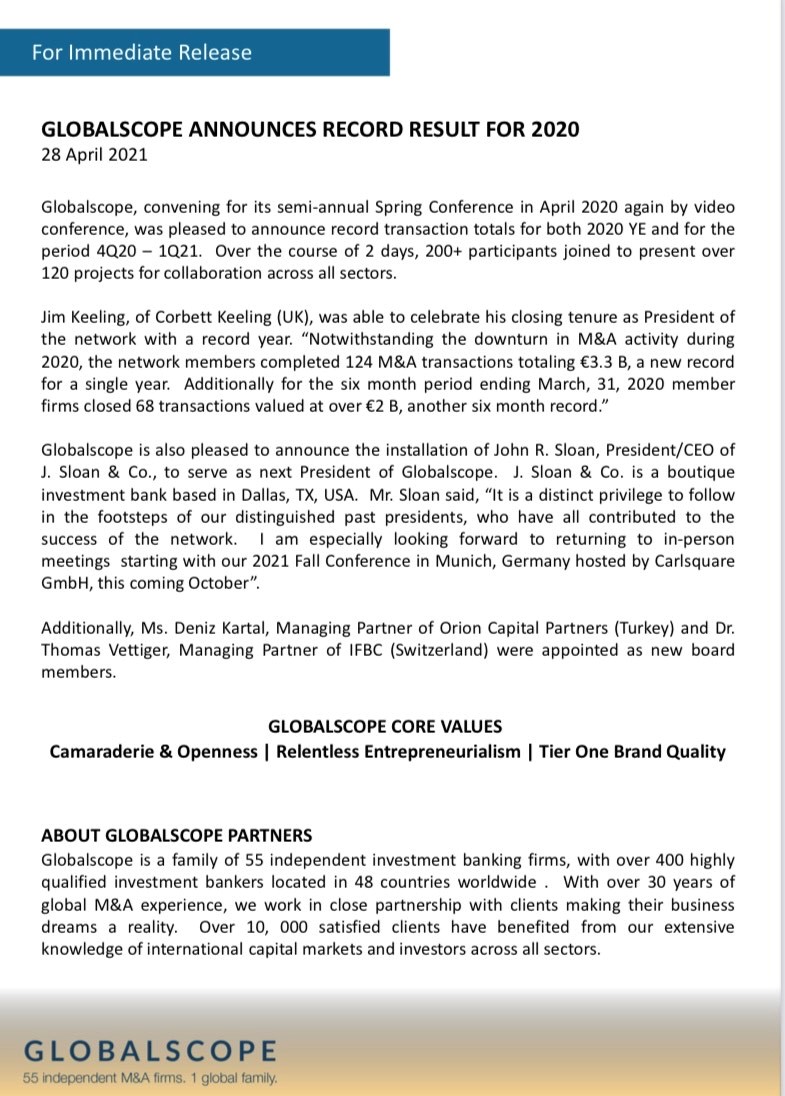 For Immediate Release
GLOBALSCOPE ANNOUNCES RECORD RESULT FOR 2020
28 April 2021
Globalscope, convening for its semi-annual Spring Conference in April 2020 again by video
conference, was pleased to announce record transaction totals for both 2020 YE and for the
period 4Q20 – 1Q21.  Over the course of 2 days, 200+ participants joined to present over
120 projects for collaboration across all sectors.
Jim Keeling, of Corbett Keeling (UK), was able to celebrate his closing tenure as President of
the network with a record year. “Notwithstanding the downturn in M&A activity during
2020, the network members completed 124 M&A transactions totaling €3.3 B, a new record
for a single year.  Additionally for the six month period ending March, 31, 2020 member
firms closed 68 transactions valued at over €2 B, another six month record.”
Globalscope is also pleased to announce the installation of John R. Sloan, President/CEO of
J. Sloan & Co., to serve as next President of Globalscope.  J. Sloan & Co. is a boutique
investment bank based in Dallas, TX, USA.  Mr. Sloan said, “It is a distinct privilege to follow
in the footsteps of our distinguished past presidents, who have all contributed to the
success of the network.  I am especially looking forward to returning to in-person
meetings  starting with our 2021 Fall Conference in Munich, Germany hosted by Carlsquare
GmbH, this coming October”.
Additionally, Ms. Deniz Kartal, Managing Partner of Orion Capital Partners (Turkey) and Dr.
Thomas Vettiger, Managing Partner of IFBC (Switzerland) were appointed as new board
members.
GLOBALSCOPE CORE VALUES
Camaraderie & Openness | Relentless Entrepreneurialism | Tier One Brand Quality
ABOUT GLOBALSCOPE PARTNERS
Globalscope is a family of 55 independent investment banking firms, with over 400 highly
qualified investment bankers located in 48 countries worldwide .  With over 30 years of
global M&A experience, we work in close partnership with clients making their business
dreams a reality.  Over 10, 000 satisfied clients have benefited from our extensive
knowledge of international capital markets and investors across all sectors.
GLOBALSCOPE
55 independent M&A firms. 1 global family.